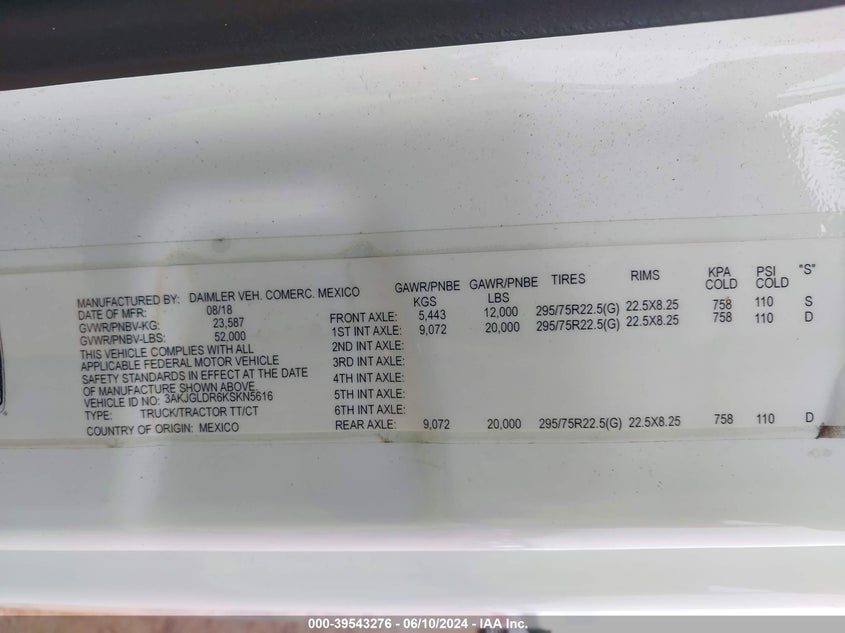 MANUFACTURED BY: DAIMLER VEH. COMERC. MEXICO
DATE OF MFR: 08/18
GVWR/PNBV-KG: 23,587
GVWR/PNBV-LBS: 52,000
THIS VEHICLE COMPLIES WITH ALL
APPLICABLE FEDERAL MOTOR VEHICLE
SAFETY STANDARDS IN EFFECT AT THE DATE
OF MANUFACTURE SHOWN ABOVE.
VEHICLE ID NO: 3AKJGLDR6KSKN5616
TYPE: TRUCK/TRACTOR TT/CT
COUNTRY OF ORIGIN: MEXICO
GAWR/PNBE KGS GAWR/PNBE LBS TIRES RIMS KPA COLD PSI COLD "S"
FRONT AXLE: 5,443 12,000 295/75R22.5(G) 22.5X8.25 758 110 S
1ST INT AXLE: 9,072 20,000 295/75R22.5(G) 22.5X8.25 758 110 D
2ND INT AXLE:
3RD INT AXLE:
4TH INT AXLE:
5TH INT AXLE:
6TH INT AXLE:
REAR AXLE: 9,072 20,000 295/75R22.5(G) 22.5X8.25 758 110 D
000-39543276 - 06/10/2024 - IAA Inc.